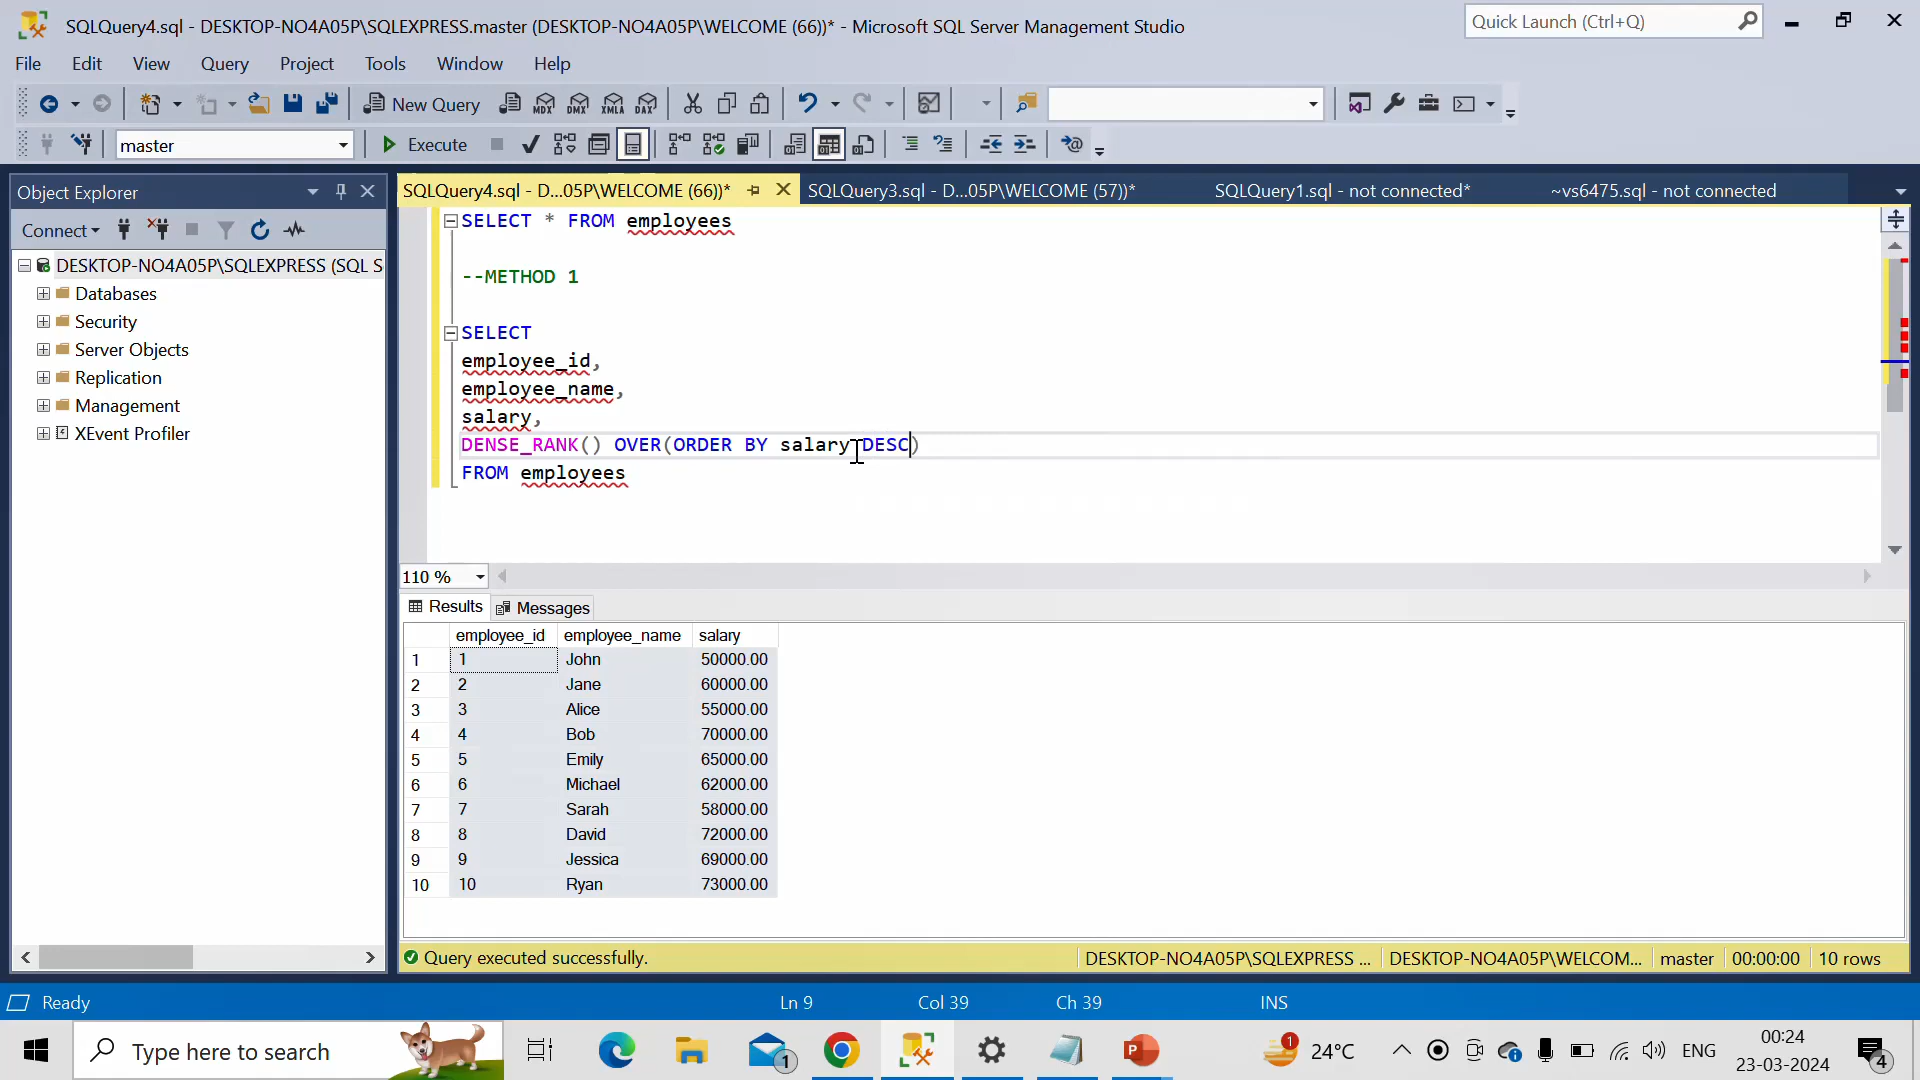 SQLQuery4.sql - DESKTOP-NO4A05P\SQLEXPRESS.master (DESKTOP-NO4A05P\WELCOME (66))* - Microsoft SQL Server Management Studio
Quick Launch (Ctrl+Q)
File Edit View Query Project Tools Window Help
New Query MDX DMX XMLA DAX
master Execute
Object Explorer
SQLQuery4.sql - D...05P\WELCOME (66))* SQLQuery3.sql - D...05P\WELCOME (57))* SQLQuery1.sql - not connected* ~vs6475.sql - not connected
Connect
DESKTOP-NO4A05P\SQLEXPRESS (SQL S
Databases
Security
Server Objects
Replication
Management
XEvent Profiler
SELECT * FROM employees
--METHOD 1
SELECT
employee_id,
employee_name,
salary,
DENSE_RANK() OVER(ORDER BY salary DESC)
FROM employees
110 %
Results Messages
employee_id employee_name salary
1 1 John 50000.00
2 2 Jane 60000.00
3 3 Alice 55000.00
4 4 Bob 70000.00
5 5 Emily 65000.00
6 6 Michael 62000.00
7 7 Sarah 58000.00
8 8 David 72000.00
9 9 Jessica 69000.00
10 10 Ryan 73000.00
Query executed successfully. DESKTOP-NO4A05P\SQLEXPRESS ... DESKTOP-NO4A05P\WELCOM... master 00:00:00 10 rows
Ready Ln 9 Col 39 Ch 39 INS
Type here to search 1 P 1 24°C ENG 00:24
23-03-2024 4